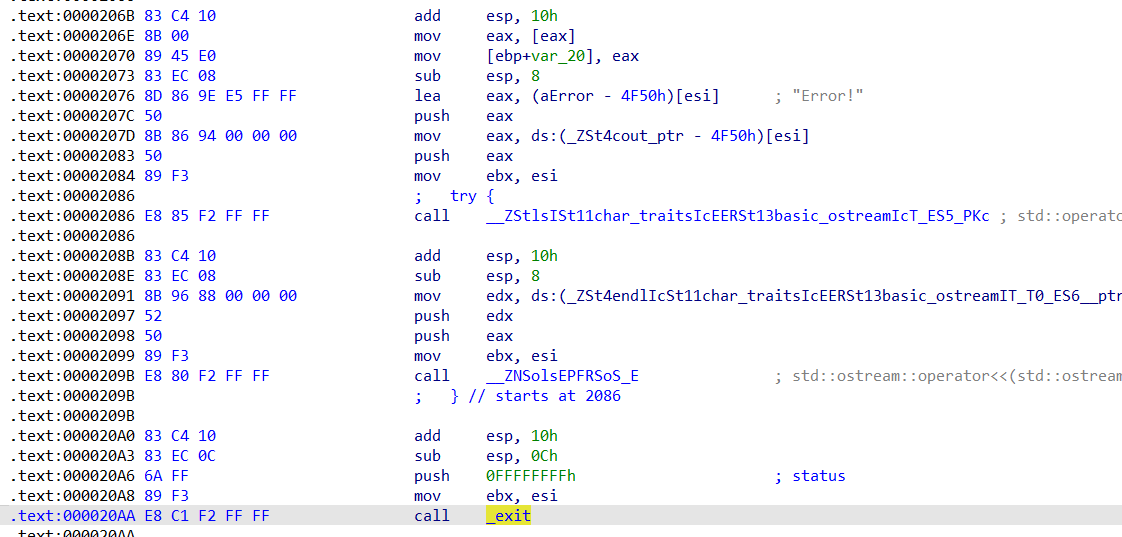 .text:0000206B 83 C4 10 add esp, 10h
.text:0000206E 8B 00 mov eax, [eax]
.text:00002070 89 45 E0 mov [ebp+var_20], eax
.text:00002073 83 EC 08 sub esp, 8
.text:00002076 8D 86 9E E5 FF FF lea eax, (aError - 4F50h)[esi] ; "Error!"
.text:0000207C 50 push eax
.text:0000207D 8B 86 94 00 00 00 mov eax, ds:(_ZSt4cout_ptr - 4F50h)[esi]
.text:00002083 50 push eax
.text:00002084 89 F3 mov ebx, esi
.text:00002086 ; try {
.text:00002086 E8 85 F2 FF FF call __ZStlsISt11char_traitsIcEERSt13basic_ostreamIcT_ES5_PKc ; std::operato
.text:00002086
.text:0000208B 83 C4 10 add esp, 10h
.text:0000208E 83 EC 08 sub esp, 8
.text:00002091 8B 96 88 00 00 00 mov edx, ds:(_ZSt4endlIcSt11char_traitsIcEERSt13basic_ostreamIT_T0_ES6__ptr
.text:00002097 52 push edx
.text:00002098 50 push eax
.text:00002099 89 F3 mov ebx, esi
.text:0000209B E8 80 F2 FF FF call __ZNSolsEPFRSoS_E ; std::ostream::operator<<(std::ostream
.text:0000209B ; } // starts at 2086
.text:0000209B
.text:000020A0 83 C4 10 add esp, 10h
.text:000020A3 83 EC 0C sub esp, 0Ch
.text:000020A6 6A FF push 0FFFFFFFFh ; status
.text:000020A8 89 F3 mov ebx, esi
.text:000020AA E8 C1 F2 FF FF call _exit
.text:000020AA